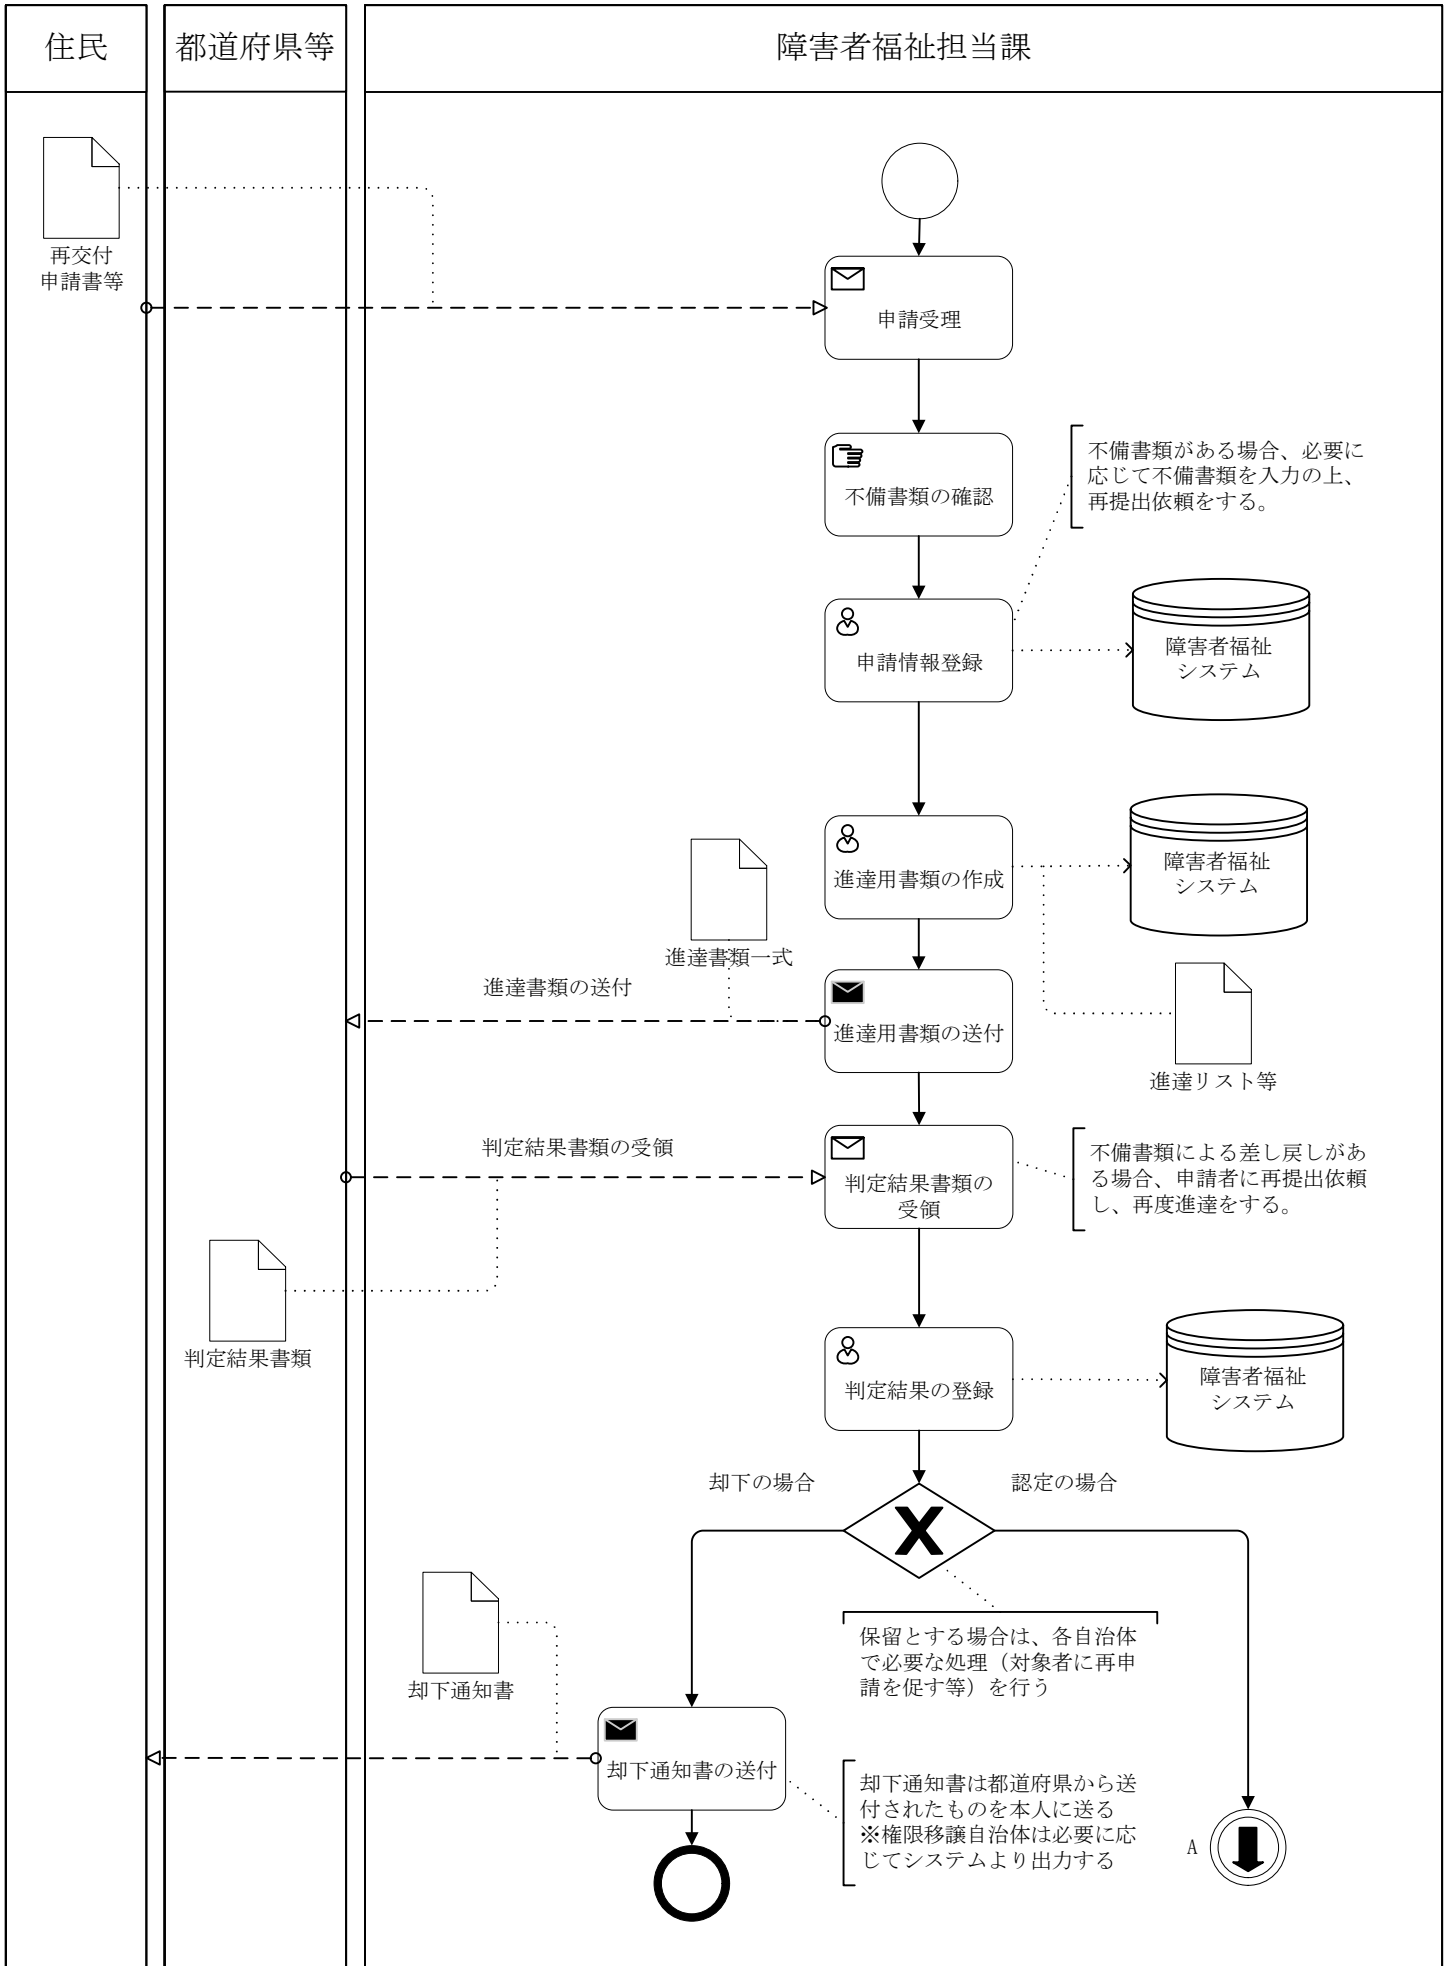 住民
都道府県等
障害者福祉担当課
再交付
申請書等
申請受理
不備書類の確認
不備書類がある場合、必要に
応じて不備書類を入力の上、
再提出依頼をする。
申請情報登録
障害者福祉
システム
進達用書類の作成
障害者福祉
システム
進達書類一式
進達書類の送付
進達用書類の送付
進達リスト等
判定結果書類の受領
判定結果書類の
受領
不備書類による差し戻しがあ
る場合、申請者に再提出依頼
し、再度進達をする。
判定結果書類
判定結果の登録
障害者福祉
システム
却下の場合
認定の場合
保留とする場合は、各自治体
で必要な処理（対象者に再申
請を促す等）を行う
却下通知書
却下通知書の送付
却下通知書は都道府県から送
付されたものを本人に送る
※権限移譲自治体は必要に応
じてシステムより出力する
A